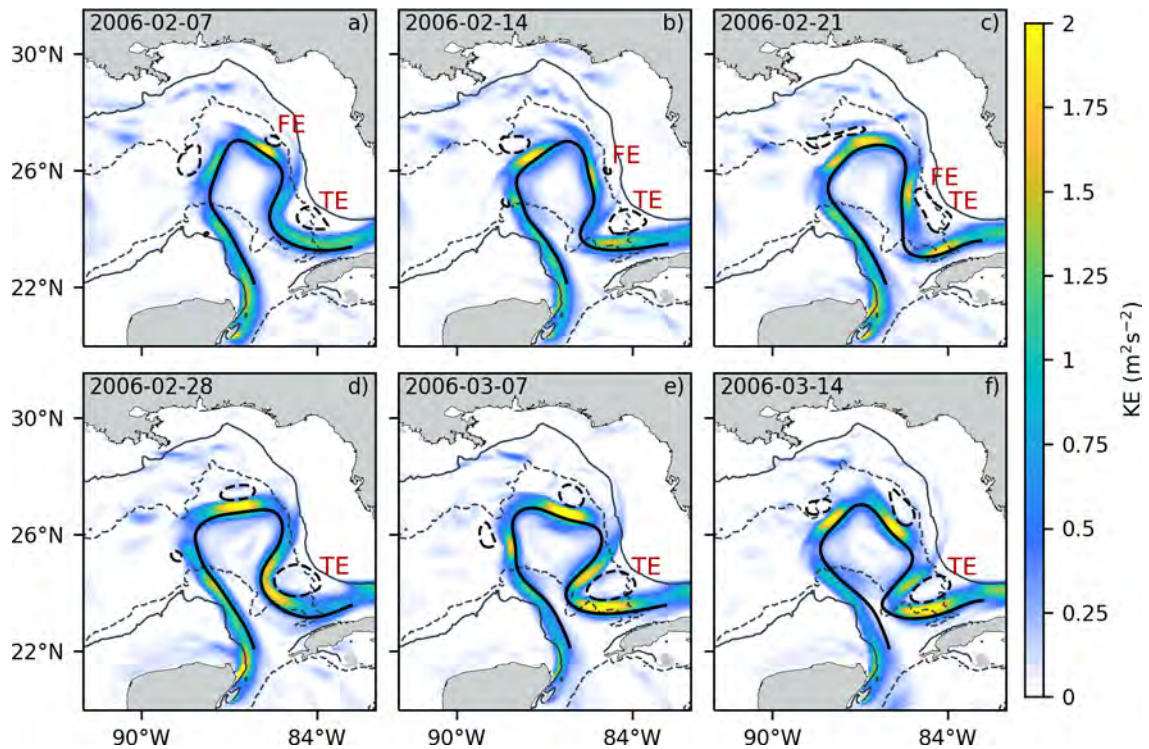 2006-02-07 a)
2006-02-14 b)
2006-02-21 c)
30°N
26°N
22°N
FE
TE
FE
TE
FE
TE
2006-02-28 d)
2006-03-07 e)
2006-03-14 f)
30°N
26°N
22°N
TE
TE
TE
90°W 84°W
90°W 84°W
90°W 84°W
2
1.75
1.5
1.25
1
0.75
0.5
0.25
0
KE (m²s⁻²)